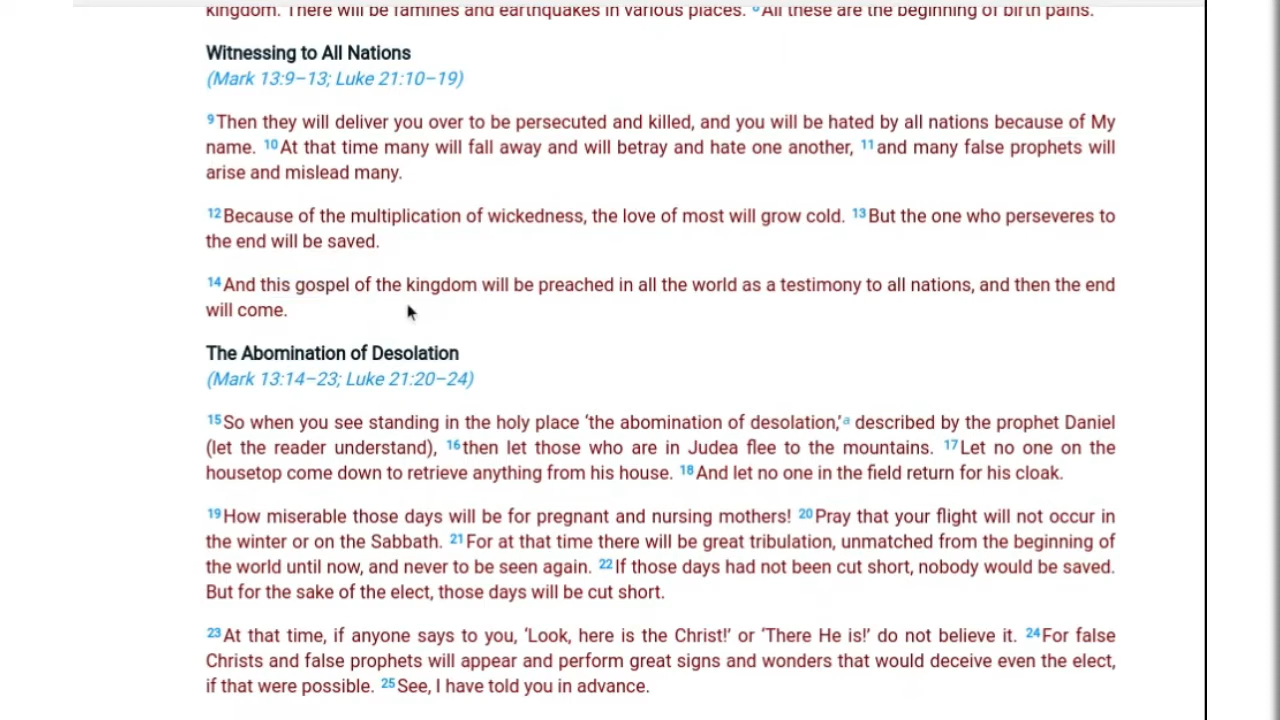 kingdom. There will be famines and earthquakes in various places. 8All these are the beginning of birth pains.
Witnessing to All Nations
(Mark 13:9–13; Luke 21:10–19)
9Then they will deliver you over to be persecuted and killed, and you will be hated by all nations because of My
name. 10At that time many will fall away and will betray and hate one another, 11and many false prophets will
arise and mislead many.
12Because of the multiplication of wickedness, the love of most will grow cold. 13But the one who perseveres to
the end will be saved.
14And this gospel of the kingdom will be preached in all the world as a testimony to all nations, and then the end
will come.
The Abomination of Desolation
(Mark 13:14–23; Luke 21:20–24)
15So when you see standing in the holy place ‘the abomination of desolation,’a described by the prophet Daniel
(let the reader understand), 16then let those who are in Judea flee to the mountains. 17Let no one on the
housetop come down to retrieve anything from his house. 18And let no one in the field return for his cloak.
19How miserable those days will be for pregnant and nursing mothers! 20Pray that your flight will not occur in
the winter or on the Sabbath. 21For at that time there will be great tribulation, unmatched from the beginning of
the world until now, and never to be seen again. 22If those days had not been cut short, nobody would be saved.
But for the sake of the elect, those days will be cut short.
23At that time, if anyone says to you, ‘Look, here is the Christ!’ or ‘There He is!’ do not believe it. 24For false
Christs and false prophets will appear and perform great signs and wonders that would deceive even the elect,
if that were possible. 25See, I have told you in advance.